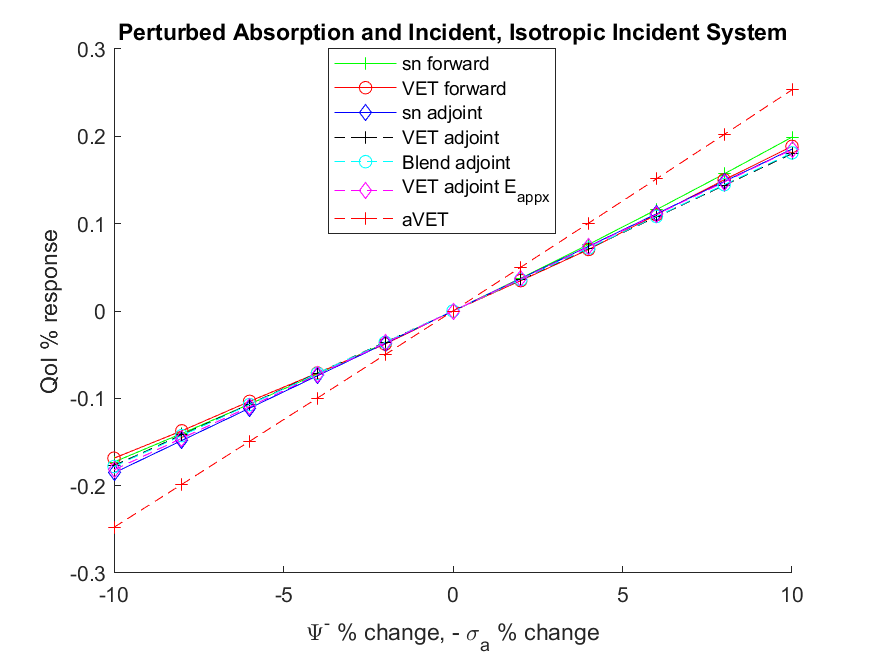 Perturbed Absorption and Incident, Isotropic Incident System
0.3
0.2
0.1
0
-0.1
-0.2
-0.3
QoI % response
sn forward
VET forward
sn adjoint
VET adjoint
Blend adjoint
VET adjoint E_appx
aVET
-10
-5
0
5
10
Ψ⁻ % change, - σ_a % change